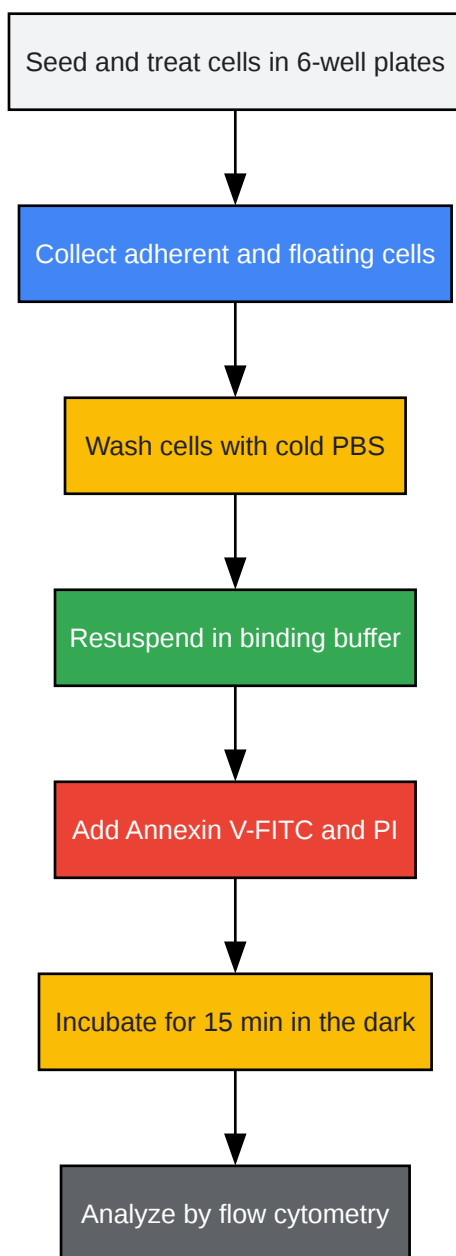 Seed and treat cells in 6-well plates
Collect adherent and floating cells
Wash cells with cold PBS
Resuspend in binding buffer
Add Annexin V-FITC and PI
Incubate for 15 min in the dark
Analyze by flow cytometry